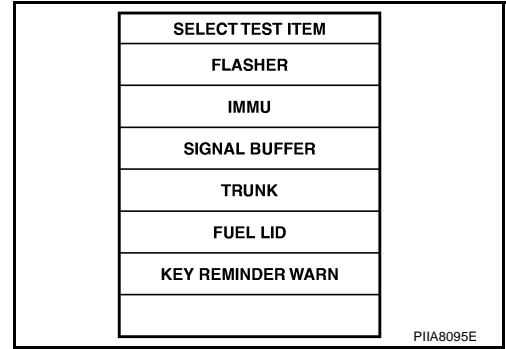 SELECT TEST ITEM
FLASHER
IMMU
SIGNAL BUFFER
TRUNK
FUEL LID
KEY REMINDER WARN
PIIA8095E